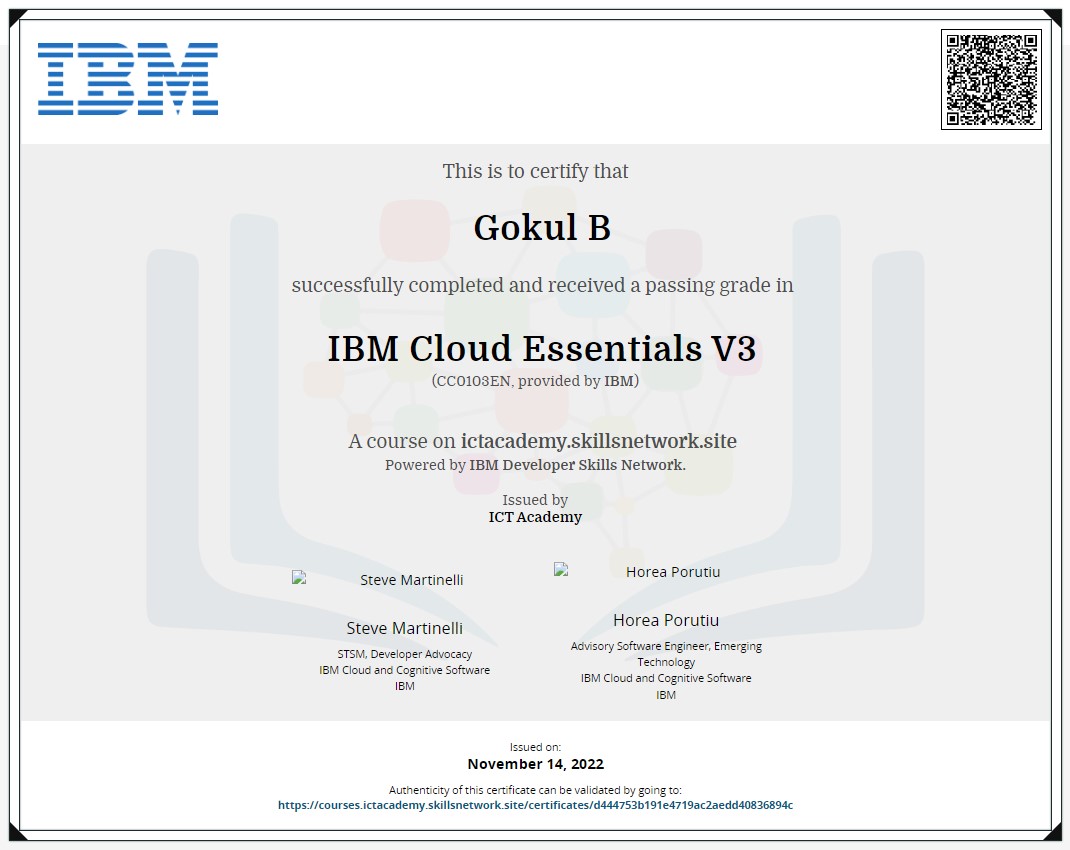 IBM
This is to certify that
Gokul B
successfully completed and received a passing grade in
IBM Cloud Essentials V3
(CC0103EN, provided by IBM)
A course on ictacademy.skillsnetwork.site
Powered by IBM Developer Skills Network.
Issued by
ICT Academy
Steve Martinelli
Steve Martinelli
STSM, Developer Advocacy
IBM Cloud and Cognitive Software
IBM
Horea Porutiu
Horea Porutiu
Advisory Software Engineer, Emerging
Technology
IBM Cloud and Cognitive Software
IBM
Issued on:
November 14, 2022
Authenticity of this certificate can be validated by going to:
https://courses.ictacademy.skillsnetwork.site/certificates/d444753b191e4719ac2aedd40836894c